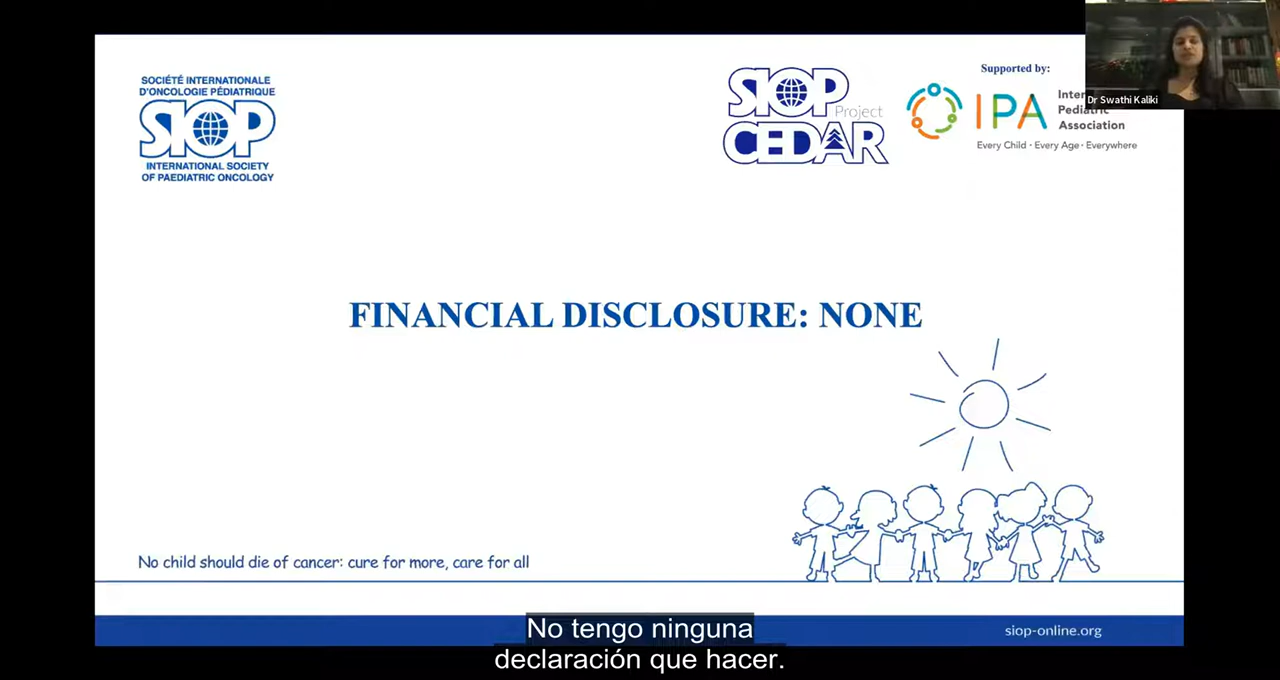 SOCIÉTÉ INTERNATIONALE
D'ONCOLOGIE PÉDIATRIQUE
SIOP
INTERNATIONAL SOCIETY
OF PAEDIATRIC ONCOLOGY
SIOP
Project
CEDAR
Supported by:
IPA
Pediatric
Association
Every Child · Every Age · Everywhere
Dr Swathi Kaliki
FINANCIAL DISCLOSURE: NONE
No child should die of cancer: cure for more, care for all
siop-online.org
No tengo ninguna
declaración que hacer.